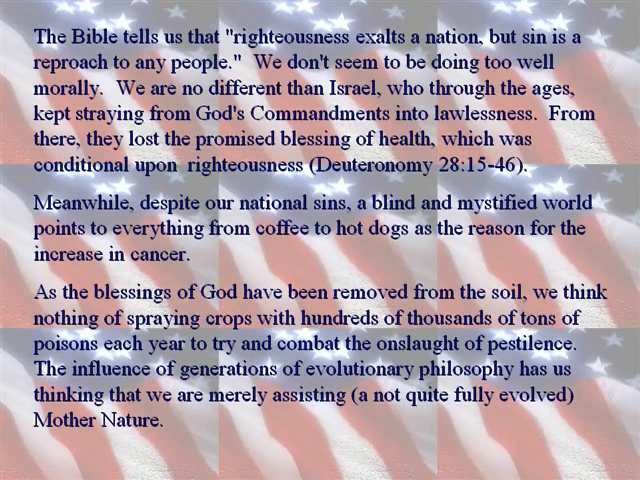 The Bible tells us that "righteousness exalts a nation, but sin is a
reproach to any people."  We don't seem to be doing too well
morally.  We are no different than Israel, who through the ages,
kept straying from God's Commandments into lawlessness.  From
there, they lost the promised blessing of health, which was
conditional upon  righteousness (Deuteronomy 28:15-46).
Meanwhile, despite our national sins, a blind and mystified world
points to everything from coffee to hot dogs as the reason for the
increase in cancer.
As the blessings of God have been removed from the soil, we think
nothing of spraying crops with hundreds of thousands of tons of
poisons each year to try and combat the onslaught of pestilence.
The influence of generations of evolutionary philosophy has us
thinking that we are merely assisting (a not quite fully evolved)
Mother Nature.